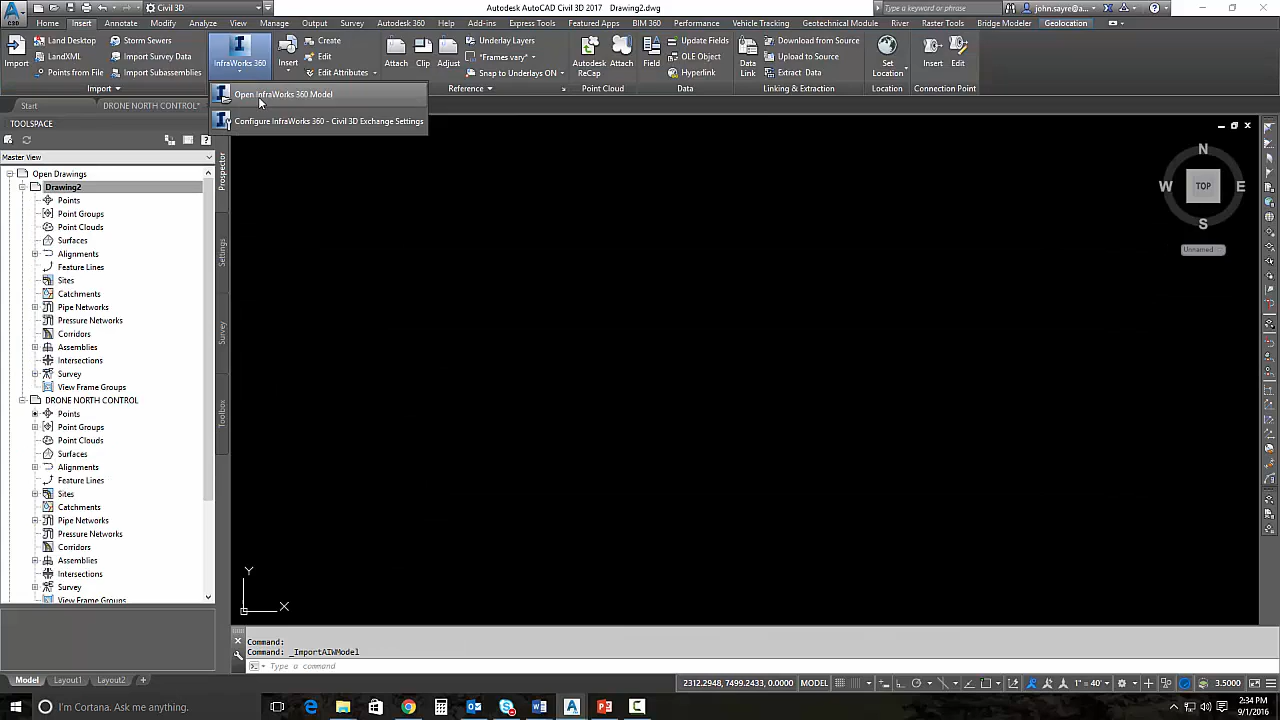 Civil 3D
Autodesk AutoCAD Civil 3D 2017 Drawing2.dwg
Type a keyword or phrase
john.sayre@a...
C3D
Home Insert Annotate Modify Analyze View Manage Output Survey Autodesk 360 Help Add-ins Express Tools Featured Apps BIM 360 Performance Vehicle Tracking Geotechnical Module River Raster Tools Bridge Modeler Geolocation
Import
Land Desktop
LandXML
Points from File
Storm Sewers
Import Survey Data
Import Subassemblies
InfraWorks 360
Insert
Create
Edit
Edit Attributes
Attach
Clip
Adjust
Underlay Layers
*Frames vary*
Snap to Underlays ON
Autodesk ReCap
Attach
Field
Update Fields
OLE Object
Hyperlink
Data Link
Download from Source
Upload to Source
Extract Data
Set Location
Insert
Edit
Import
Reference
Point Cloud
Data
Linking & Extraction
Location
Connection Point
Open InfraWorks 360 Model
Configure InfraWorks 360 - Civil 3D Exchange Settings
Start
DRONE NORTH CONTROL*
TOOLSPACE
Master View
Open Drawings
Drawing2
Points
Point Groups
Point Clouds
Surfaces
Alignments
Feature Lines
Sites
Catchments
Pipe Networks
Pressure Networks
Corridors
Assemblies
Intersections
Survey
View Frame Groups
DRONE NORTH CONTROL
Points
Point Groups
Point Clouds
Surfaces
Alignments
Feature Lines
Sites
Catchments
Pipe Networks
Pressure Networks
Corridors
Assemblies
Intersections
Survey
View Frame Groups
Prospector
Settings
Survey
Toolbox
N
W TOP E
S
Unnamed
Y
X
Command:
Command: _ImportAIWModel
Type a command
Model Layout1 Layout2 +
2312.2948, 7499.2433, 0.0000 MODEL 1" = 40' 3.5000
I'm Cortana. Ask me anything.
2:34 PM
9/1/2016